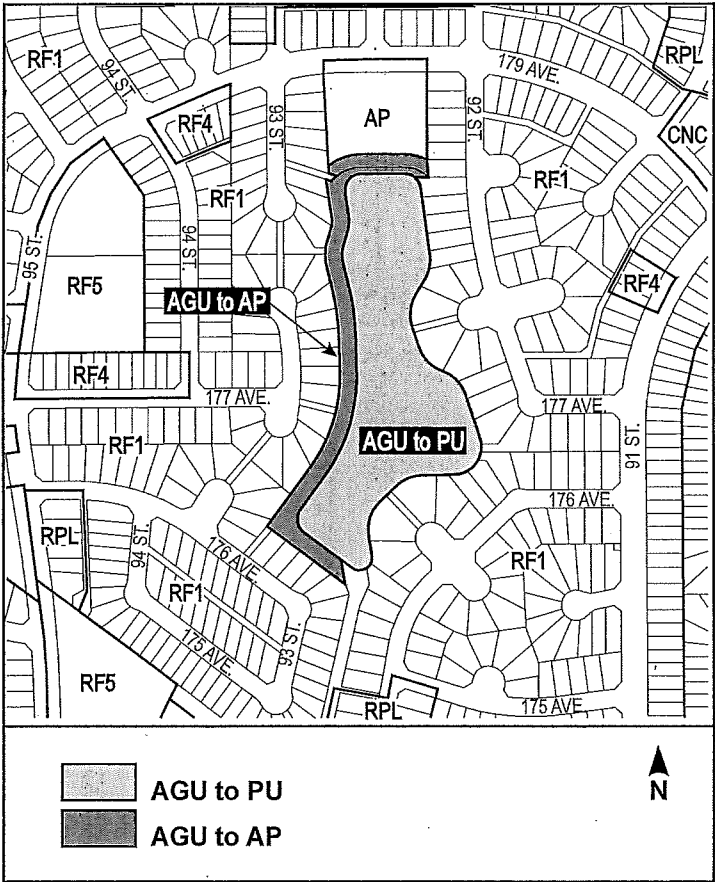 RF1
94 ST.
179 AVE.
RPL
93 ST.
92 ST.
AP
RF4
CNC
RF1
RF1
94 ST.
95 ST.
RF5
RF4
AGU to AP
RF4
177 AVE.
177 AVE.
RF1
AGU to PU
91 ST.
176 AVE.
RPL
94 ST.
176 AVE.
RF1
RF1
93 ST.
175 AVE.
RF5
RPL
175 AVE.
AGU to PU
AGU to AP
N